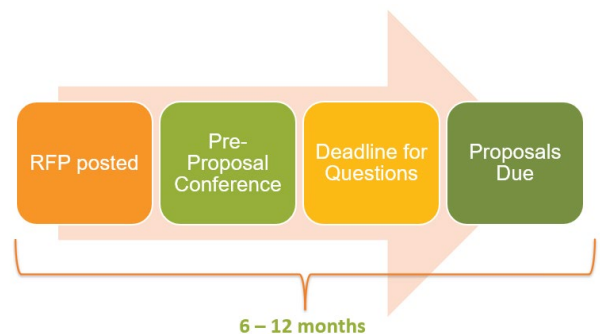 RFP posted
Pre-
Proposal
Conference
Deadline for
Questions
Proposals
Due
6 – 12 months